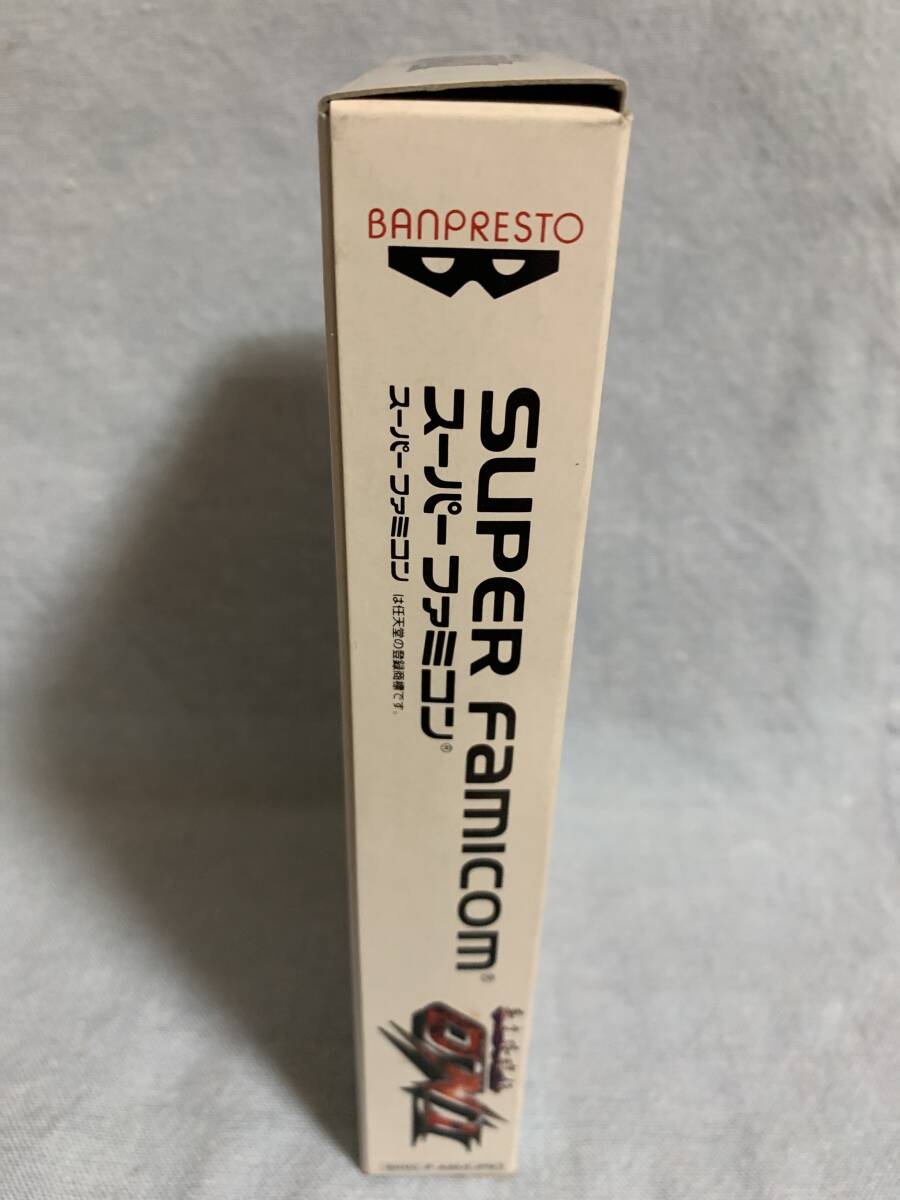 BANPRESTO
SUPER Famicom®
スーパーファミコン®
スーパーファミコン は任天堂の登録商標です。
ONI